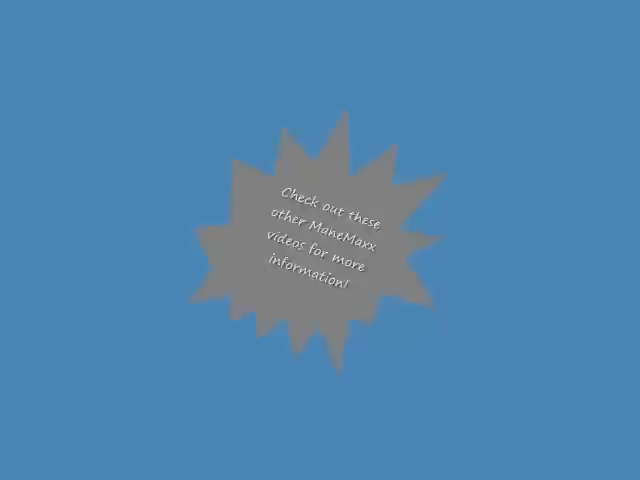 Check out these
other ManeMaxx
videos for more
information!